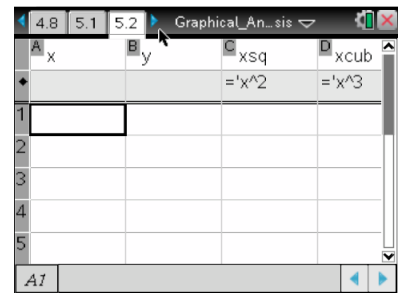 4.8 5.1 5.2 Graphical_An…sis
A x B y C xsq D xcub
◆ ='x^2 ='x^3
1
2
3
4
5
A1